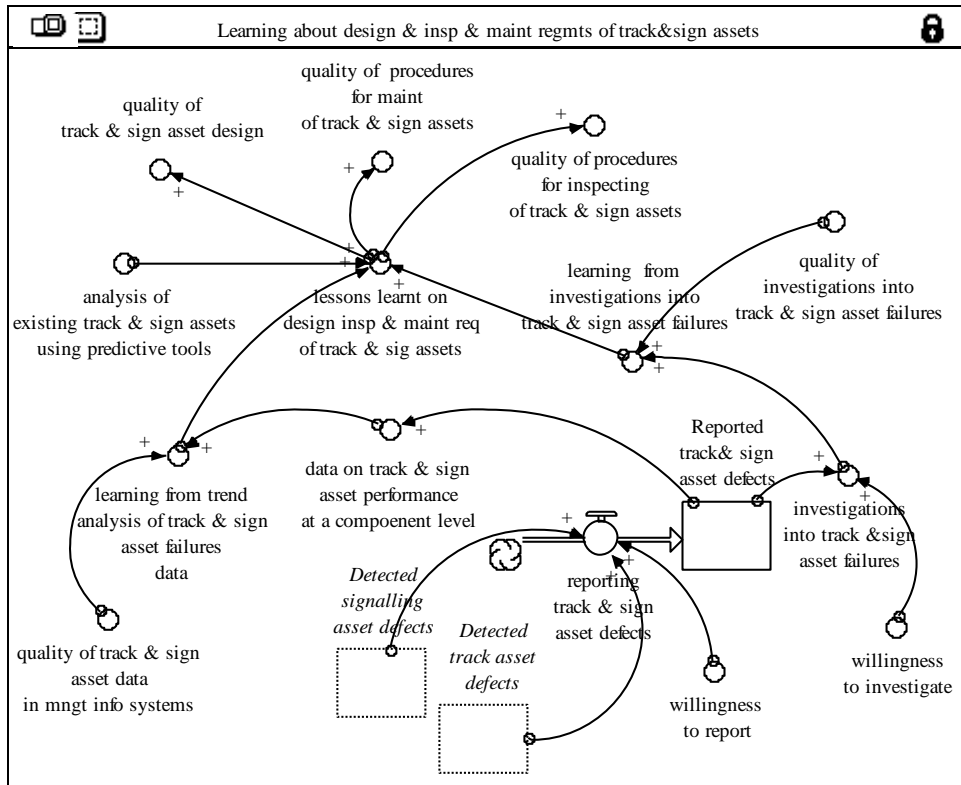 Learning about design & insp & maint regmts of track&sign assets
quality of procedures
for maint
of track & sign assets
quality of
track & sign asset design
quality of procedures
for inspecting
of track & sign assets
analysis of
existing track & sign assets
using predictive tools
lessons learnt on
design insp & maint req
of track & sig assets
learning from
investigations into
track & sign asset failures
quality of
investigations into
track & sign asset failures
learning from trend
analysis of track & sign
asset failures
data
data on track & sign
asset performance
at a compoenent level
Reported
track& sign
asset defects
investigations
into track &sign
asset failures
Detected
signalling
asset defects
Detected
track asset
defects
reporting
track & sign
asset defects
quality of track & sign
asset data
in mngt info systems
willingness
to report
willingness
to investigate